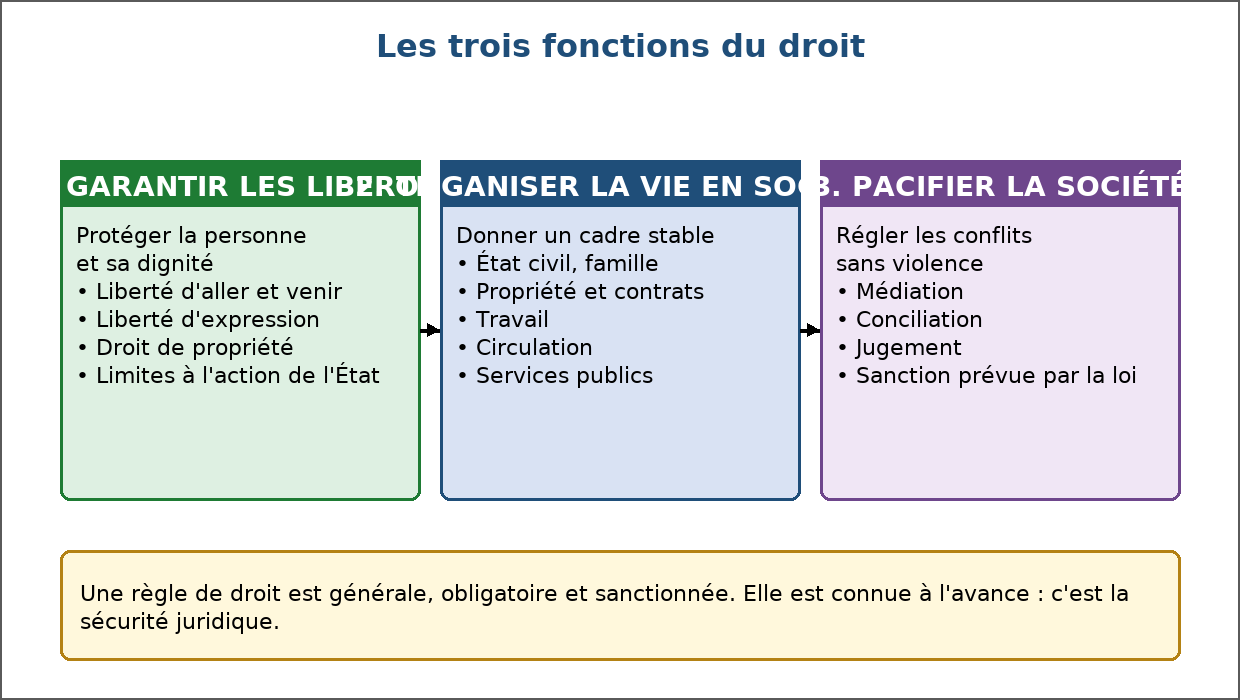 Les trois fonctions du droit
GARANTIR LES
GANISER LA VIE EN
3. PACIFIER LA SOCIÉTÉ
Protéger la personne
et sa dignité
• Liberté d'aller et venir
• Liberté d'expression
• Droit de propriété
• Limites à l'action de l'État
Donner un cadre stable
• État civil, famille
• Propriété et contrats
• Travail
• Circulation
• Services publics
Régler les conflits
sans violence
• Médiation
• Conciliation
• Jugement
• Sanction prévue par la loi
Une règle de droit est générale, obligatoire et sanctionnée. Elle est connue à l'avance : c'est la
sécurité juridique.